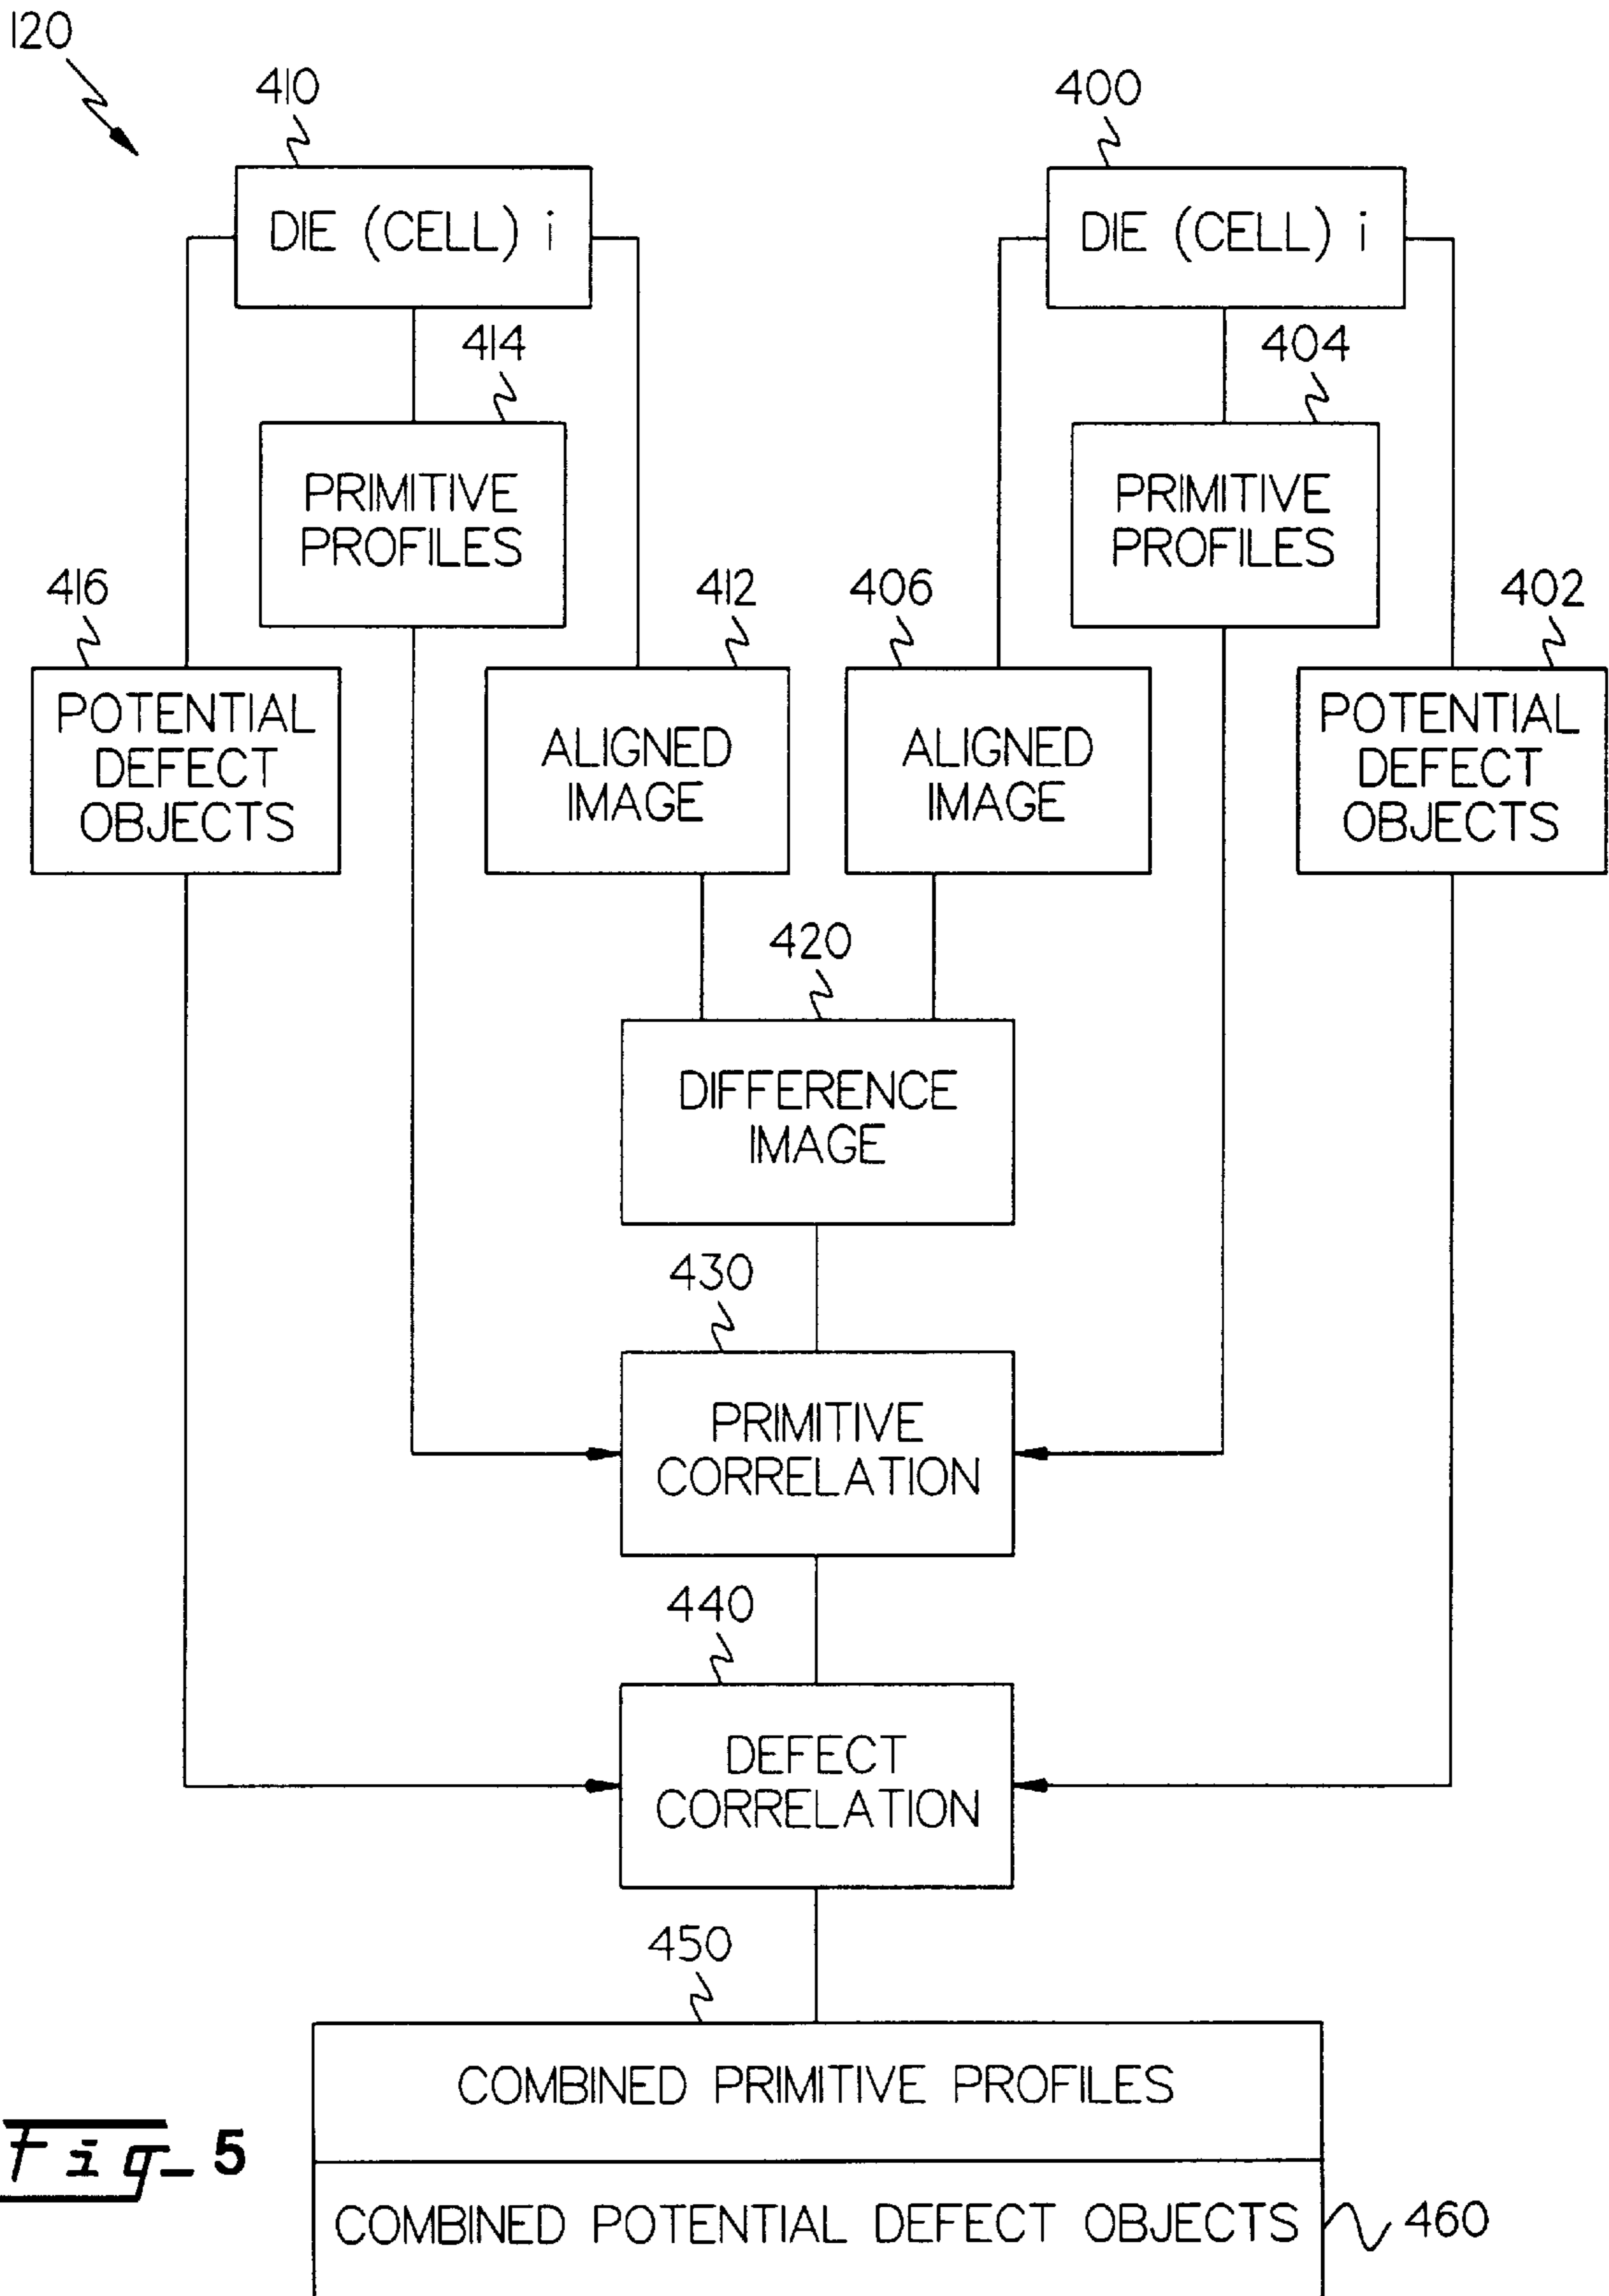 120
410
400
DIE (CELL) i
DIE (CELL) i
414
404
PRIMITIVE
PROFILES
PRIMITIVE
PROFILES
416
412
406
402
POTENTIAL
DEFECT
OBJECTS
ALIGNED
IMAGE
ALIGNED
IMAGE
POTENTIAL
DEFECT
OBJECTS
420
DIFFERENCE
IMAGE
430
PRIMITIVE
CORRELATION
440
DEFECT
CORRELATION
450
COMBINED PRIMITIVE PROFILES
Fig_5
COMBINED POTENTIAL DEFECT OBJECTS
460